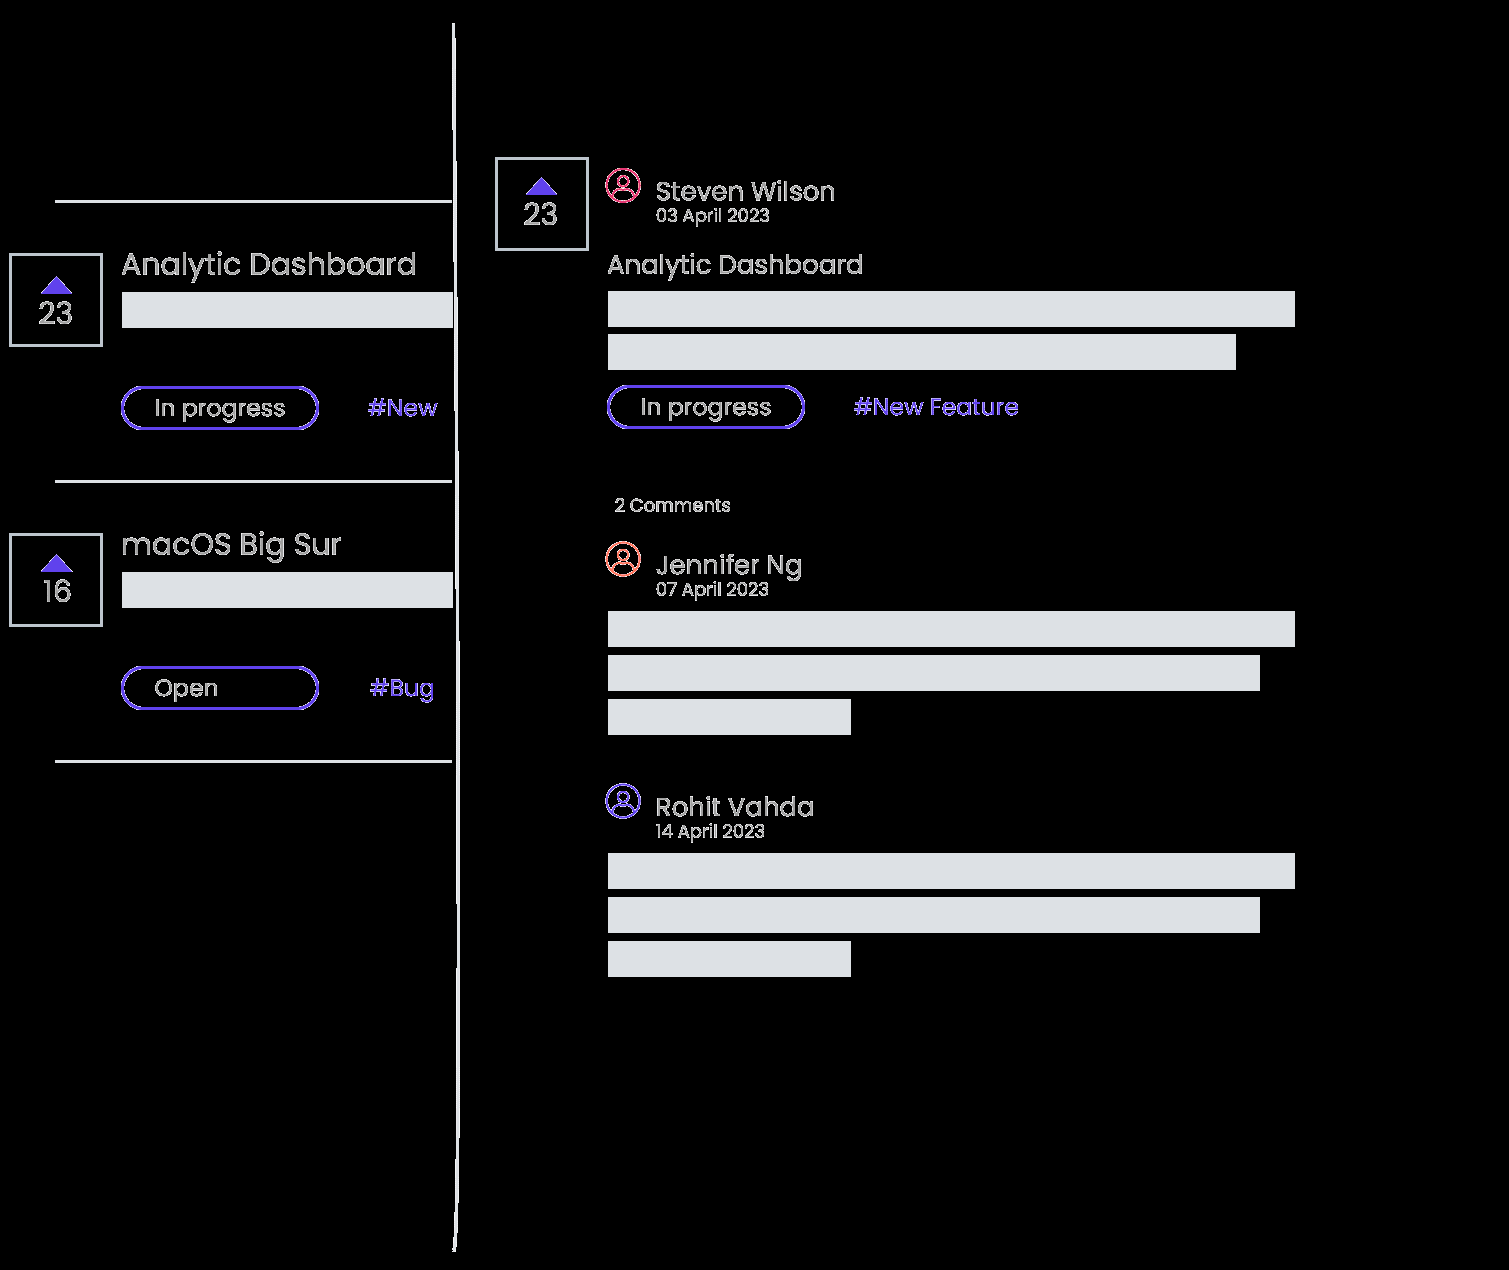 Analytic Dashboard
23
In progress #New
macOS Big Sur
16
Open #Bug
23
Steven Wilson
03 April 2023
Analytic Dashboard
In progress #New Feature
2 Comments
Jennifer Ng
07 April 2023
Rohit Vahda
14 April 2023